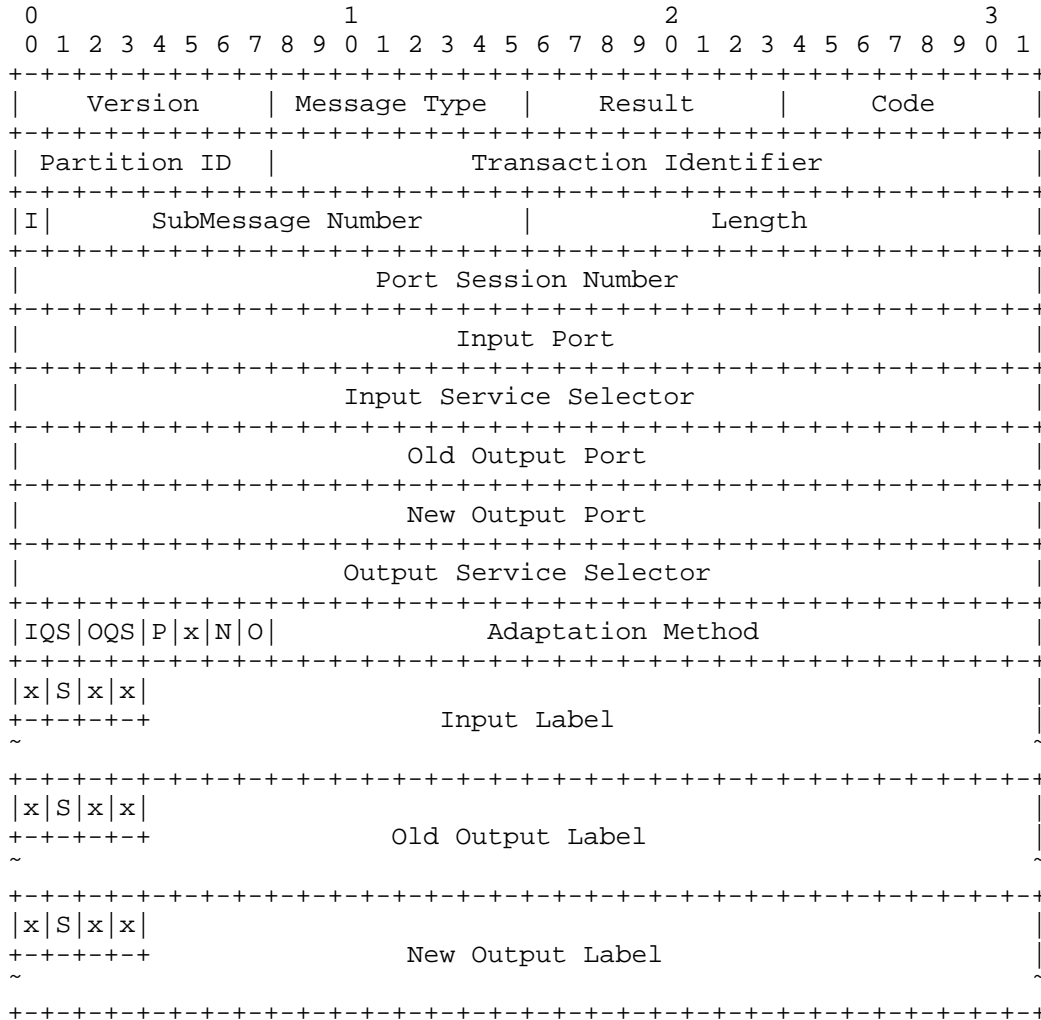 0                   1                   2                   3
 0 1 2 3 4 5 6 7 8 9 0 1 2 3 4 5 6 7 8 9 0 1 2 3 4 5 6 7 8 9 0 1
+-+-+-+-+-+-+-+-+-+-+-+-+-+-+-+-+-+-+-+-+-+-+-+-+-+-+-+-+-+-+-+-+
|    Version    | Message Type  |    Result     |     Code      |
+-+-+-+-+-+-+-+-+-+-+-+-+-+-+-+-+-+-+-+-+-+-+-+-+-+-+-+-+-+-+-+-+
| Partition ID  |            Transaction Identifier             |
+-+-+-+-+-+-+-+-+-+-+-+-+-+-+-+-+-+-+-+-+-+-+-+-+-+-+-+-+-+-+-+-+
|I|      SubMessage Number      |           Length              |
+-+-+-+-+-+-+-+-+-+-+-+-+-+-+-+-+-+-+-+-+-+-+-+-+-+-+-+-+-+-+-+-+
|                      Port Session Number                      |
+-+-+-+-+-+-+-+-+-+-+-+-+-+-+-+-+-+-+-+-+-+-+-+-+-+-+-+-+-+-+-+-+
|                           Input Port                          |
+-+-+-+-+-+-+-+-+-+-+-+-+-+-+-+-+-+-+-+-+-+-+-+-+-+-+-+-+-+-+-+-+
|                    Input Service Selector                     |
+-+-+-+-+-+-+-+-+-+-+-+-+-+-+-+-+-+-+-+-+-+-+-+-+-+-+-+-+-+-+-+-+
|                        Old Output Port                        |
+-+-+-+-+-+-+-+-+-+-+-+-+-+-+-+-+-+-+-+-+-+-+-+-+-+-+-+-+-+-+-+-+
|                        New Output Port                        |
+-+-+-+-+-+-+-+-+-+-+-+-+-+-+-+-+-+-+-+-+-+-+-+-+-+-+-+-+-+-+-+-+
|                    Output Service Selector                    |
+-+-+-+-+-+-+-+-+-+-+-+-+-+-+-+-+-+-+-+-+-+-+-+-+-+-+-+-+-+-+-+-+
|IQS|OQS|P|x|N|O|             Adaptation Method                 |
+-+-+-+-+-+-+-+-+-+-+-+-+-+-+-+-+-+-+-+-+-+-+-+-+-+-+-+-+-+-+-+-+
|x|S|x|x|                                                       |
+-+-+-+-+                  Input Label                          |
~                                                               ~
+-+-+-+-+-+-+-+-+-+-+-+-+-+-+-+-+-+-+-+-+-+-+-+-+-+-+-+-+-+-+-+-+
|x|S|x|x|                                                       |
+-+-+-+-+               Old Output Label                        |
~                                                               ~
+-+-+-+-+-+-+-+-+-+-+-+-+-+-+-+-+-+-+-+-+-+-+-+-+-+-+-+-+-+-+-+-+
|x|S|x|x|                                                       |
+-+-+-+-+                New Output Label                       |
~                                                               ~
+-+-+-+-+-+-+-+-+-+-+-+-+-+-+-+-+-+-+-+-+-+-+-+-+-+-+-+-+-+-+-+-+